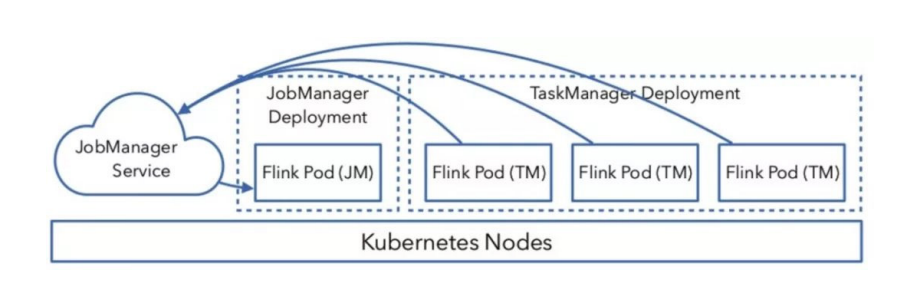 JobManager
Deployment
TaskManager Deployment
JobManager
Service
Flink Pod (JM)
Flink Pod (TM)
Flink Pod (TM)
Flink Pod (TM)
Kubernetes Nodes